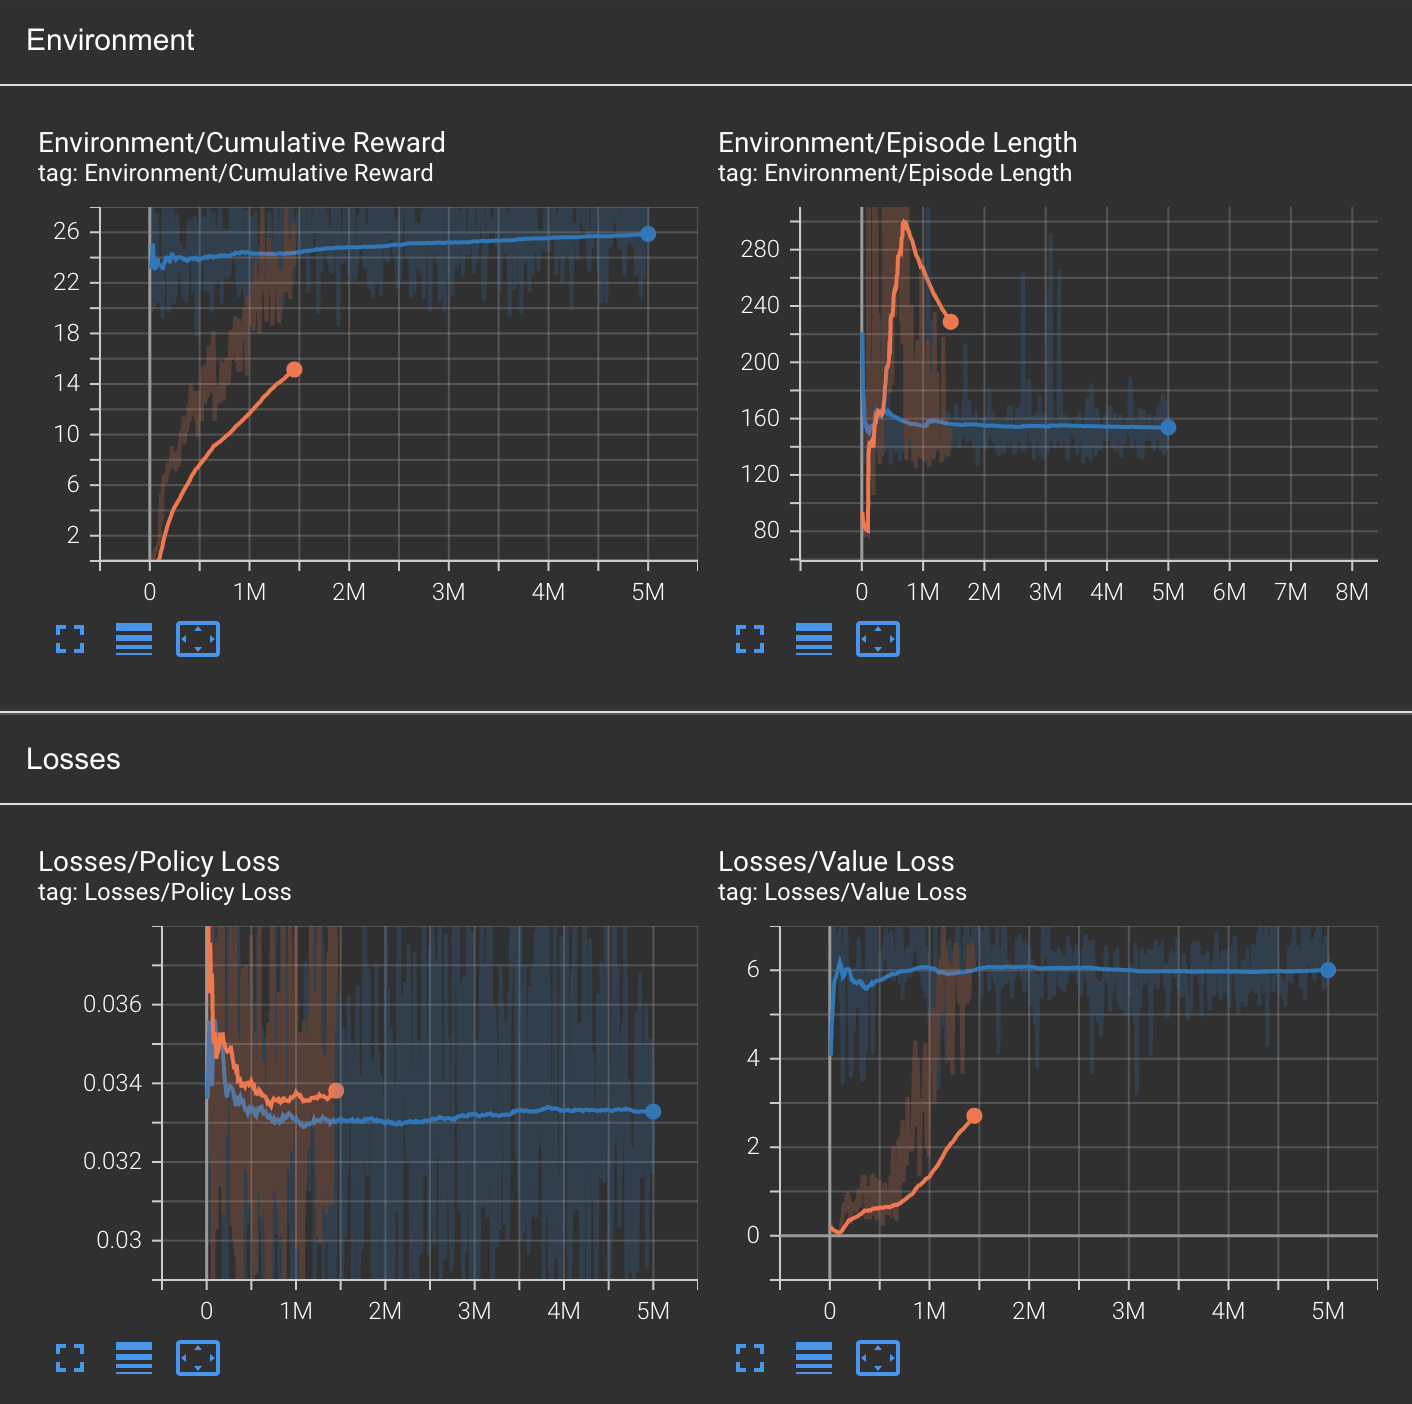 Environment
Environment/Cumulative Reward
tag: Environment/Cumulative Reward
26
22
18
14
10
6
2
0 1M 2M 3M 4M 5M
Environment/Episode Length
tag: Environment/Episode Length
280
240
200
160
120
80
0 1M 2M 3M 4M 5M 6M 7M 8M
Losses
Losses/Policy Loss
tag: Losses/Policy Loss
0.036
0.034
0.032
0.03
0 1M 2M 3M 4M 5M
Losses/Value Loss
tag: Losses/Value Loss
6
4
2
0
0 1M 2M 3M 4M 5M